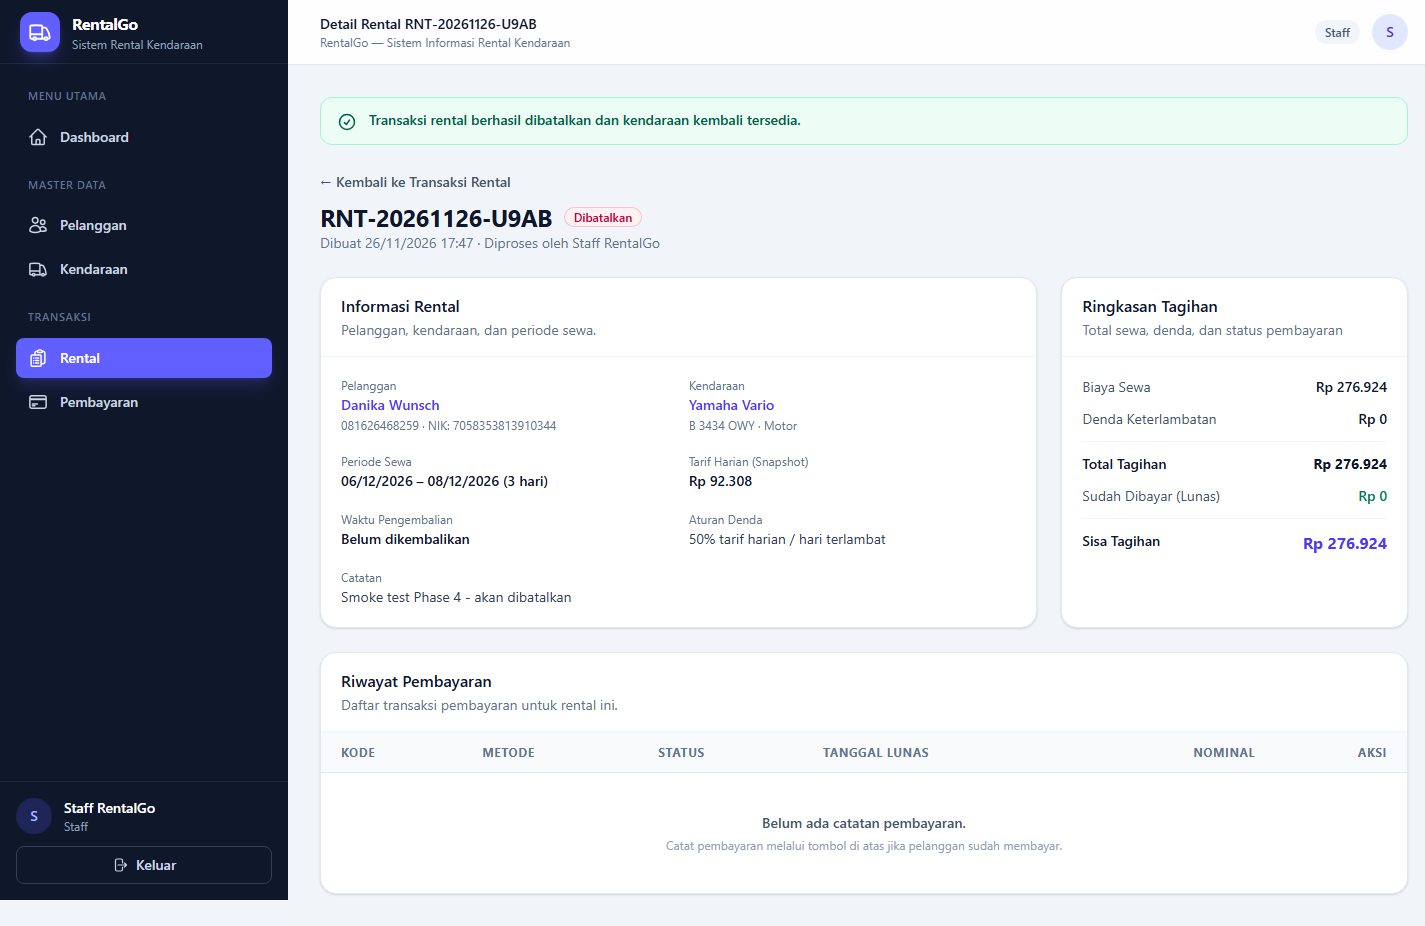 RentalGo
Sistem Rental Kendaraan
MENU UTAMA
Dashboard
MASTER DATA
Pelanggan
Kendaraan
TRANSAKSI
Rental
Pembayaran
S
Staff RentalGo
Staff
Keluar
Detail Rental RNT-20261126-U9AB
RentalGo — Sistem Informasi Rental Kendaraan
Staff
S
Transaksi rental berhasil dibatalkan dan kendaraan kembali tersedia.
← Kembali ke Transaksi Rental
RNT-20261126-U9AB Dibatalkan
Dibuat 26/11/2026 17:47 · Diproses oleh Staff RentalGo
Informasi Rental
Pelanggan, kendaraan, dan periode sewa.
Pelanggan
Danika Wunsch
081626468259 · NIK: 7058353813910344
Kendaraan
Yamaha Vario
B 3434 OWY · Motor
Periode Sewa
06/12/2026 – 08/12/2026 (3 hari)
Tarif Harian (Snapshot)
Rp 92.308
Waktu Pengembalian
Belum dikembalikan
Aturan Denda
50% tarif harian / hari terlambat
Catatan
Smoke test Phase 4 - akan dibatalkan
Ringkasan Tagihan
Total sewa, denda, dan status pembayaran
Biaya Sewa Rp 276.924
Denda Keterlambatan Rp 0
Total Tagihan Rp 276.924
Sudah Dibayar (Lunas) Rp 0
Sisa Tagihan Rp 276.924
Riwayat Pembayaran
Daftar transaksi pembayaran untuk rental ini.
KODE METODE STATUS TANGGAL LUNAS NOMINAL AKSI
Belum ada catatan pembayaran.
Catat pembayaran melalui tombol di atas jika pelanggan sudah membayar.